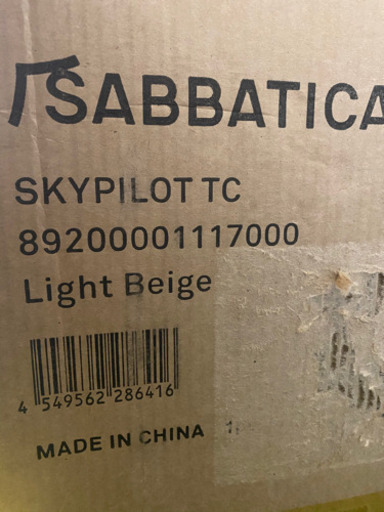 SABBATICA
SKYPILOT TC
89200001117000
Light Beige
4 549562 286416
MADE IN CHINA